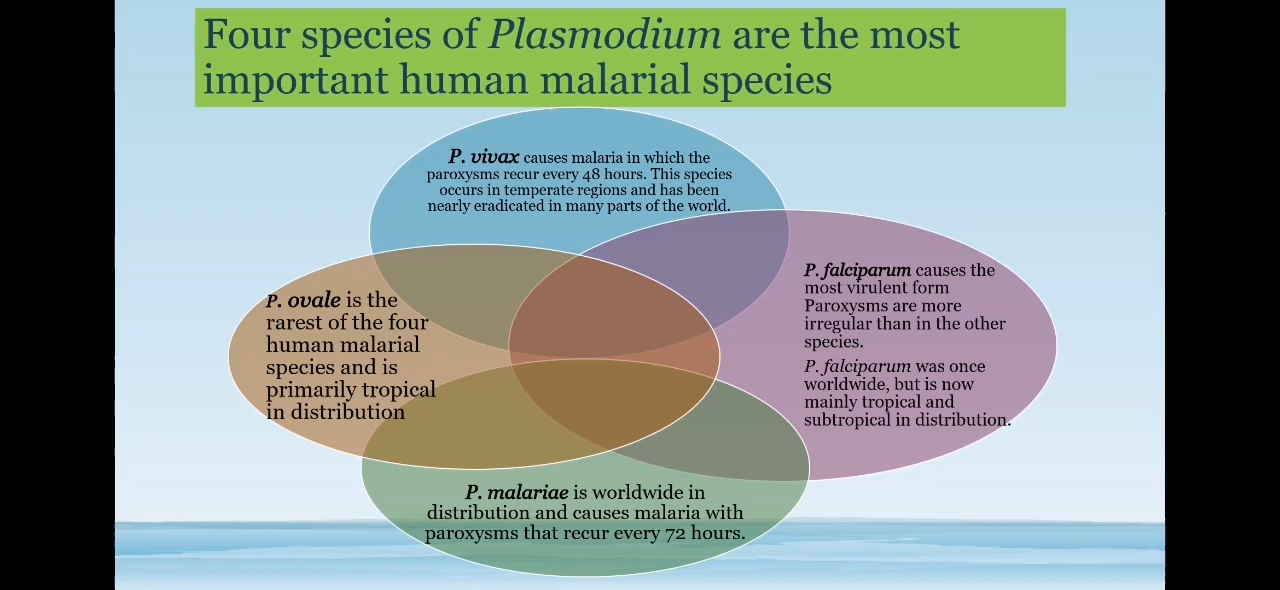 Four species of Plasmodium are the most
important human malarial species
P. vivax causes malaria in which the
paroxysms recur every 48 hours. This species
occurs in temperate regions and has been
nearly eradicated in many parts of the world.
P. falciparum causes the
most virulent form
Paroxysms are more
irregular than in the other
species.
P. falciparum was once
worldwide, but is now
mainly tropical and
subtropical in distribution.
P. malariae is worldwide in
distribution and causes malaria with
paroxysms that recur every 72 hours.
P. ovale is the
rarest of the four
human malarial
species and is
primarily tropical
in distribution